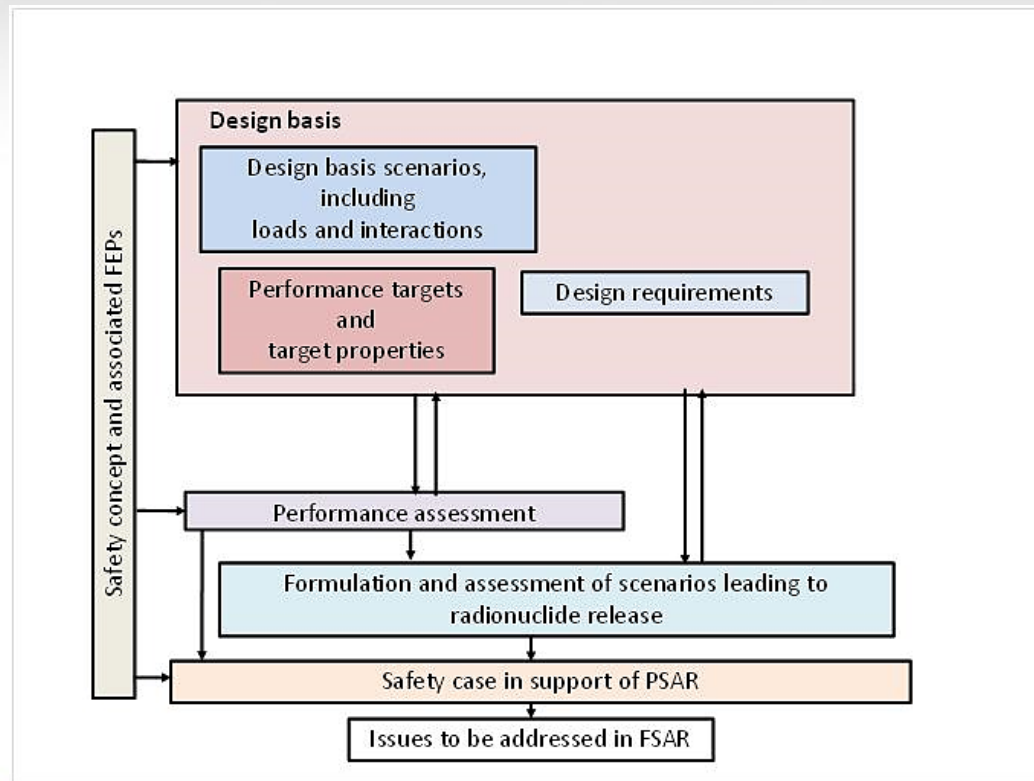 Safety concept and associated FEPs
Design basis
Design basis scenarios,
including
loads and interactions
Performance targets
and
target properties
Design requirements
Performance assessment
Formulation and assessment of scenarios leading to
radionuclide release
Safety case in support of PSAR
Issues to be addressed in FSAR